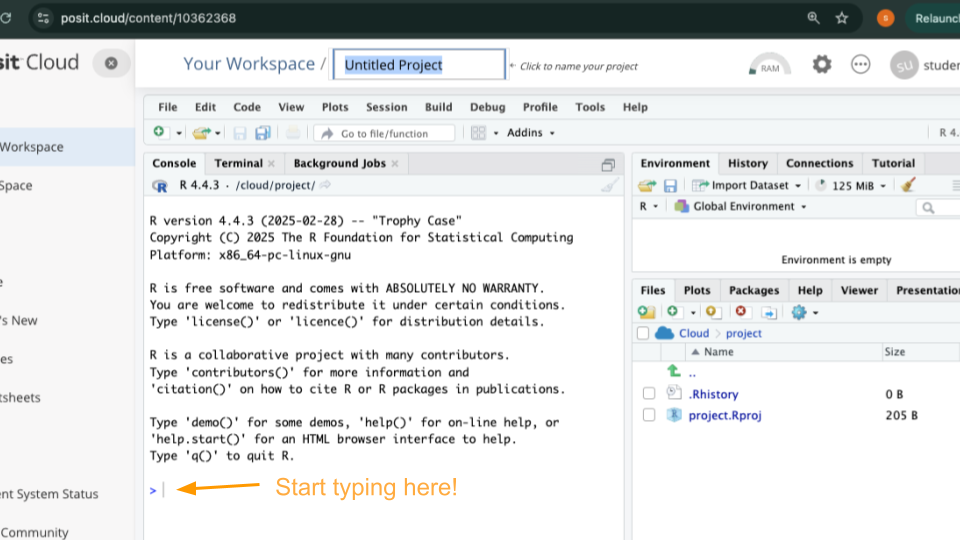 posit.cloud/content/10362368
S
Relaunch
sit Cloud
Your Workspace / Untitled Project
Click to name your project
RAM
SU
studen
File Edit Code View Plots Session Build Debug Profile Tools Help
Go to file/function
Addins
R 4.
Workspace
Space
e
's New
es
tsheets
nt System Status
Community
Console Terminal Background Jobs
R 4.4.3 · /cloud/project/
R version 4.4.3 (2025-02-28) -- "Trophy Case"
Copyright (C) 2025 The R Foundation for Statistical Computing
Platform: x86_64-pc-linux-gnu
R is free software and comes with ABSOLUTELY NO WARRANTY.
You are welcome to redistribute it under certain conditions.
Type 'license()' or 'licence()' for distribution details.
R is a collaborative project with many contributors.
Type 'contributors()' for more information and
'citation()' on how to cite R or R packages in publications.
Type 'demo()' for some demos, 'help()' for on-line help, or
'help.start()' for an HTML browser interface to help.
Type 'q()' to quit R.
>
Start typing here!
Environment History Connections Tutorial
Import Dataset 125 MiB
R Global Environment
Environment is empty
Files Plots Packages Help Viewer Presentatio
Cloud project
Name Size
..
.Rhistory 0 B
project.Rproj 205 B